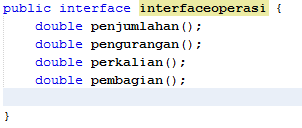 public interface interfaceoperasi {
    double penjumlahan();
    double pengurangan();
    double perkalian();
    double pembagian();
}